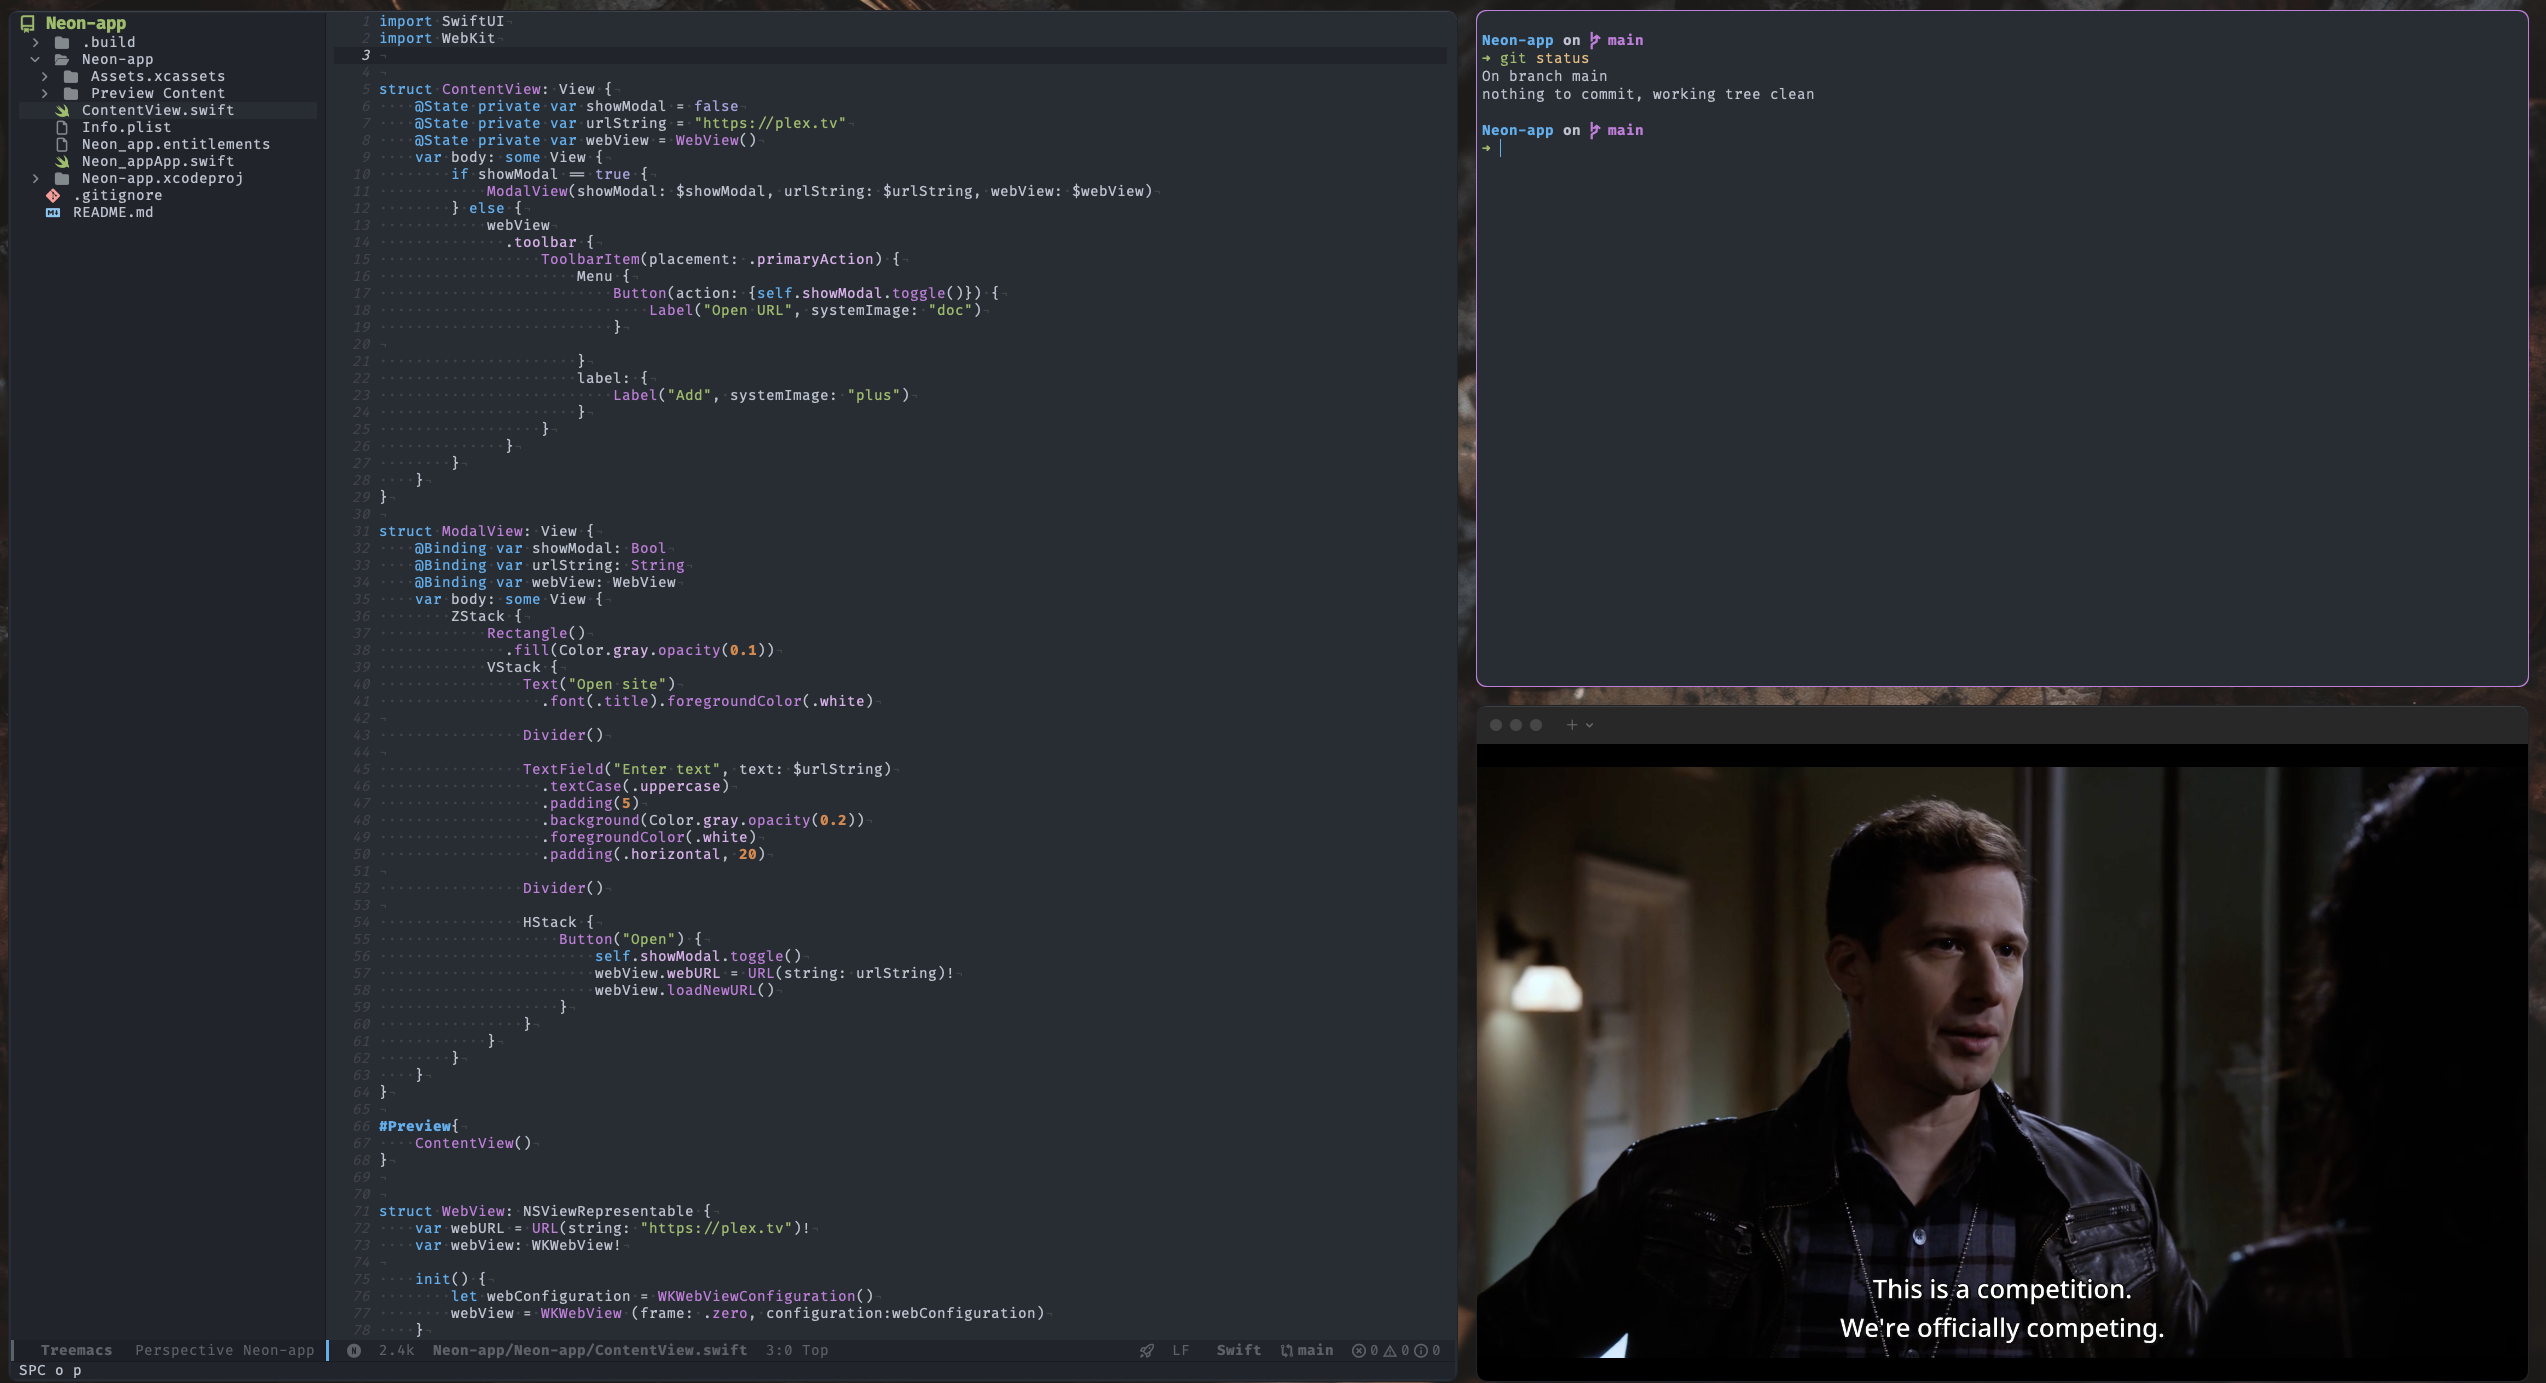 Neon-app
.build
Neon-app
Assets.xcassets
Preview Content
ContentView.swift
Info.plist
Neon_app.entitlements
Neon_appApp.swift
Neon-app.xcodeproj
.gitignore
README.md
1 import SwiftUI
2 import WebKit
3
4
5 struct ContentView: View {
6     @State private var showModal = false
7     @State private var urlString = "https://plex.tv"
8     @State private var webView = WebView()
9     var body: some View {
10         if showModal == true {
11             ModalView(showModal: $showModal, urlString: $urlString, webView: $webView)
12         } else {
13             webView
14               .toolbar {
15                   ToolbarItem(placement: .primaryAction) {
16                       Menu {
17                           Button(action: {self.showModal.toggle()}) {
18                               Label("Open URL", systemImage: "doc")
19                           }
20
21                       }
22                       label: {
23                           Label("Add", systemImage: "plus")
24                       }
25                   }
26               }
27         }
28     }
29 }
30
31 struct ModalView: View {
32     @Binding var showModal: Bool
33     @Binding var urlString: String
34     @Binding var webView: WebView
35     var body: some View {
36         ZStack {
37             Rectangle()
38               .fill(Color.gray.opacity(0.1))
39             VStack {
40                 Text("Open site")
41                   .font(.title).foregroundColor(.white)
42
43                 Divider()
44
45                 TextField("Enter text", text: $urlString)
46                   .textCase(.uppercase)
47                   .padding(5)
48                   .background(Color.gray.opacity(0.2))
49                   .foregroundColor(.white)
50                   .padding(.horizontal, 20)
51
52                 Divider()
53
54                 HStack {
55                     Button("Open") {
56                         self.showModal.toggle()
57                         webView.webURL = URL(string: urlString)!
58                         webView.loadNewURL()
59                     }
60                 }
61             }
62         }
63     }
64 }
65
66 #Preview{
67     ContentView()
68 }
69
70
71 struct WebView: NSViewRepresentable {
72     var webURL = URL(string: "https://plex.tv")!
73     var webView: WKWebView!
74
75     init() {
76         let webConfiguration = WKWebViewConfiguration()
77         webView = WKWebView (frame: .zero, configuration:webConfiguration)
78     }
Treemacs Perspective Neon-app N 2.4k Neon-app/Neon-app/ContentView.swift 3:0 Top LF Swift main 0 0 0
SPC o p
Neon-app on main
➜ git status
On branch main
nothing to commit, working tree clean
Neon-app on main
➜
This is a competition.
We're officially competing.